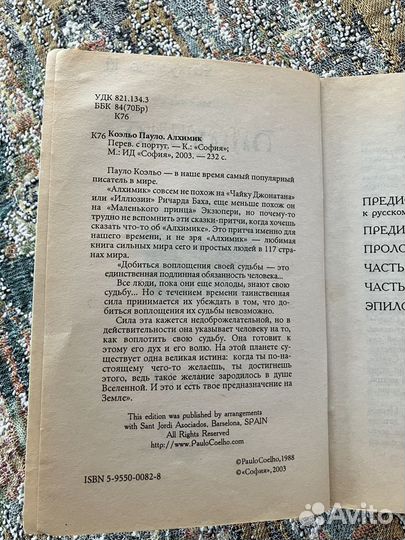 УДК 821.134.3
ББК 84(70Бр)
К76
К76 Коэльо Пауло. Алхимик
Перев. с португ. — К.: «София»;
М.: ИД «София», 2003. — 232 с.
Пауло Коэльо — в наше время самый популярный
писатель в мире.
«Алхимик» совсем не похож на «Чайку Джонатана»
или «Иллюзии» Ричарда Баха, еще меньше похож он
на «Маленького принца» Экзюпери, но почему-то
трудно не вспомнить эти сказки-притчи, когда хочешь
сказать что-то об «Алхимике». Это притча именно для
нашего времени, и не зря «Алхимик» — любимая
книга сильных мира сего и простых людей в 117 стра-
нах мира.
«Добиться воплощения своей судьбы — это
единственная подлинная обязанность человека...
Все люди, пока они еще молоды, знают свою
судьбу... Но с течением времени таинственная
сила принимается их убеждать в том, что доби-
ться воплощения их судьбы невозможно.
Сила эта кажется недоброжелательной, но в
действительности она указывает человеку на то,
как воплотить свою судьбу. Она готовит к
этому его дух и его волю. На этой планете су-
ществует одна великая истина: когда ты по-на-
стоящему чего-то желаешь, ты достигнешь
этого, ведь такое желание зародилось в душе
Вселенной. И это и есть твое предназначение на
Земле».
This edition was published by arrangements
with Sant Jordi Asociados, Barselona, SPAIN
All Rights Reserved
http://www.PauloCoelho.com
©PauloCoelho, 1988
©«София», 2003
ISBN 5-9550-0082-8
ПРЕДИ
к русском
ПРЕДИ
ПРОЛО
ЧАСТЬ
ЧАСТЬ
ЭПИЛО
Avito